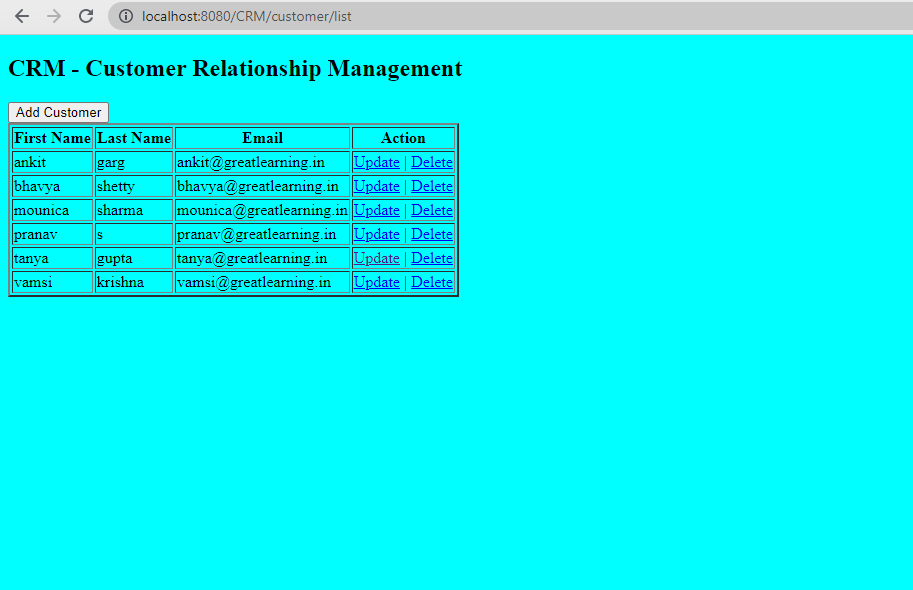 localhost:8080/CRM/customer/list
CRM - Customer Relationship Management
Add Customer
First Name Last Name Email Action
ankit garg ankit@greatlearning.in Update | Delete
bhavya shetty bhavya@greatlearning.in Update | Delete
mounica sharma mounica@greatlearning.in Update | Delete
pranav s pranav@greatlearning.in Update | Delete
tanya gupta tanya@greatlearning.in Update | Delete
vamsi krishna vamsi@greatlearning.in Update | Delete